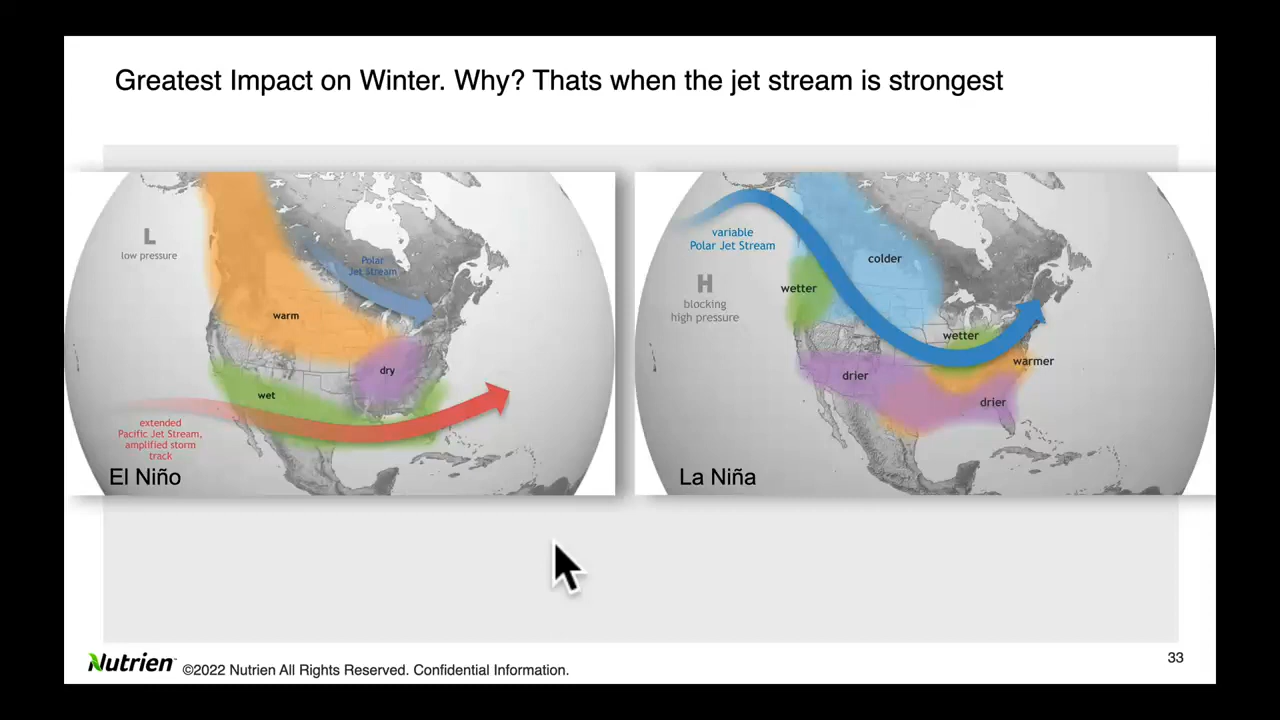 Greatest Impact on Winter. Why? Thats when the jet stream is strongest
L
low pressure
Polar
Jet Stream
warm
dry
wet
extended
Pacific Jet Stream,
amplified storm
track
El Niño
variable
Polar Jet Stream
colder
H
blocking
high pressure
wetter
wetter
warmer
drier
drier
La Niña
Nutrien™
©2022 Nutrien All Rights Reserved. Confidential Information.
33